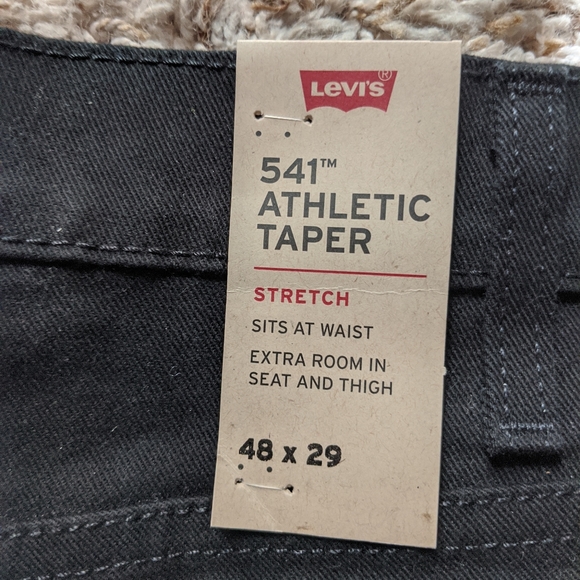 Levi's®
541™
ATHLETIC
TAPER
STRETCH
SITS AT WAIST
EXTRA ROOM IN
SEAT AND THIGH
48 x 29